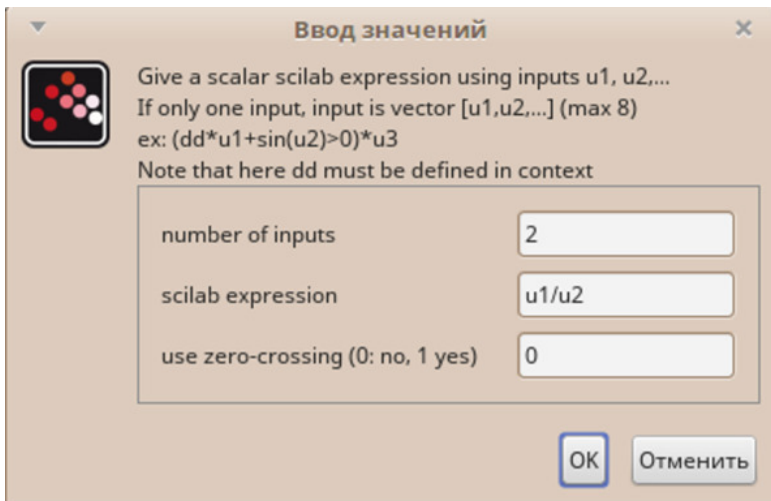 Ввод значений
Give a scalar scilab expression using inputs u1, u2,...
If only one input, input is vector [u1,u2,...] (max 8)
ex: (dd*u1+sin(u2)>0)*u3
Note that here dd must be defined in context
number of inputs 2
scilab expression u1/u2
use zero-crossing (0: no, 1 yes) 0
OK Отменить